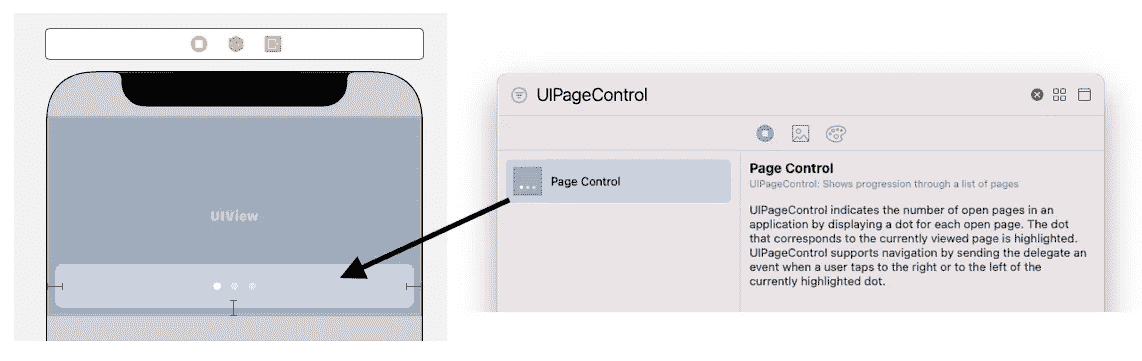 UIPageControl
Page Control
Page Control
UIPageControl: Shows progression through a list of pages
UIPageControl indicates the number of open pages in an
application by displaying a dot for each open page. The dot
that corresponds to the currently viewed page is highlighted.
UIPageControl supports navigation by sending the delegate an
event when a user taps to the right or to the left of the
currently highlighted dot.
UIView